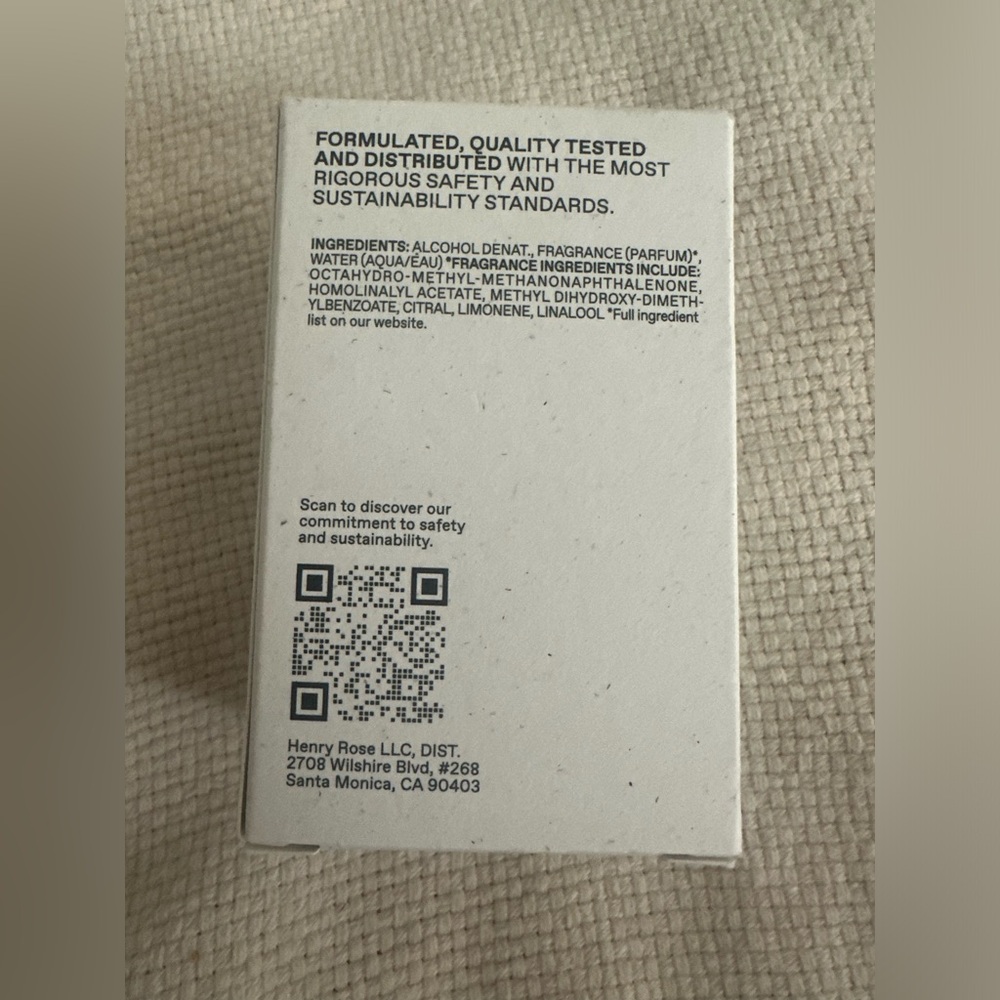 FORMULATED, QUALITY TESTED
AND DISTRIBUTED WITH THE MOST
RIGOROUS SAFETY AND
SUSTAINABILITY STANDARDS.
INGREDIENTS: ALCOHOL DENAT., FRAGRANCE (PARFUM)*,
WATER (AQUA/EAU) *FRAGRANCE INGREDIENTS INCLUDE:
OCTAHYDRO-METHYL-METHANONAPHTHALENONE,
HOMOLINALYL ACETATE, METHYL DIHYDROXY-DIMETH-
YLBENZOATE, CITRAL, LIMONENE, LINALOOL *Full ingredient
list on our website.
Scan to discover our
commitment to safety
and sustainability.
Henry Rose LLC, DIST.
2708 Wilshire Blvd, #268
Santa Monica, CA 90403